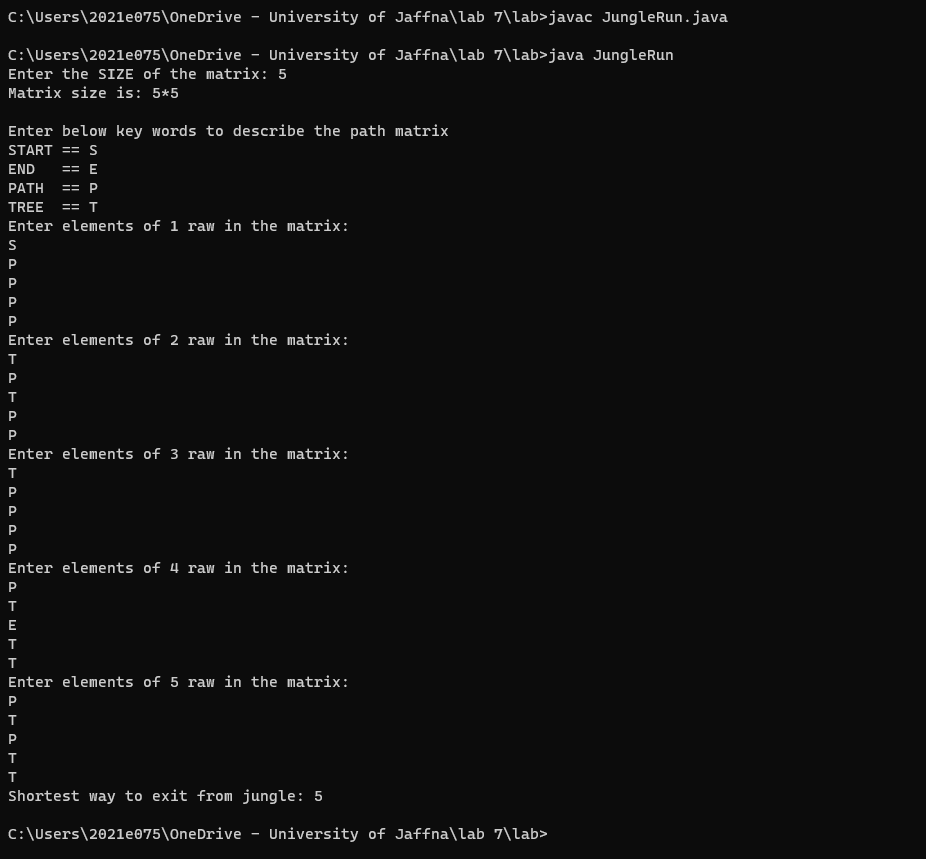 C:\Users\2021e075\OneDrive - University of Jaffna\lab 7\lab>javac JungleRun.java
C:\Users\2021e075\OneDrive - University of Jaffna\lab 7\lab>java JungleRun
Enter the SIZE of the matrix: 5
Matrix size is: 5*5
Enter below key words to describe the path matrix
START == S
END   == E
PATH  == P
TREE  == T
Enter elements of 1 raw in the matrix:
S
P
P
P
P
Enter elements of 2 raw in the matrix:
T
P
T
P
P
Enter elements of 3 raw in the matrix:
T
P
P
P
P
Enter elements of 4 raw in the matrix:
P
T
E
T
T
Enter elements of 5 raw in the matrix:
P
T
P
T
T
Shortest way to exit from jungle: 5
C:\Users\2021e075\OneDrive - University of Jaffna\lab 7\lab>